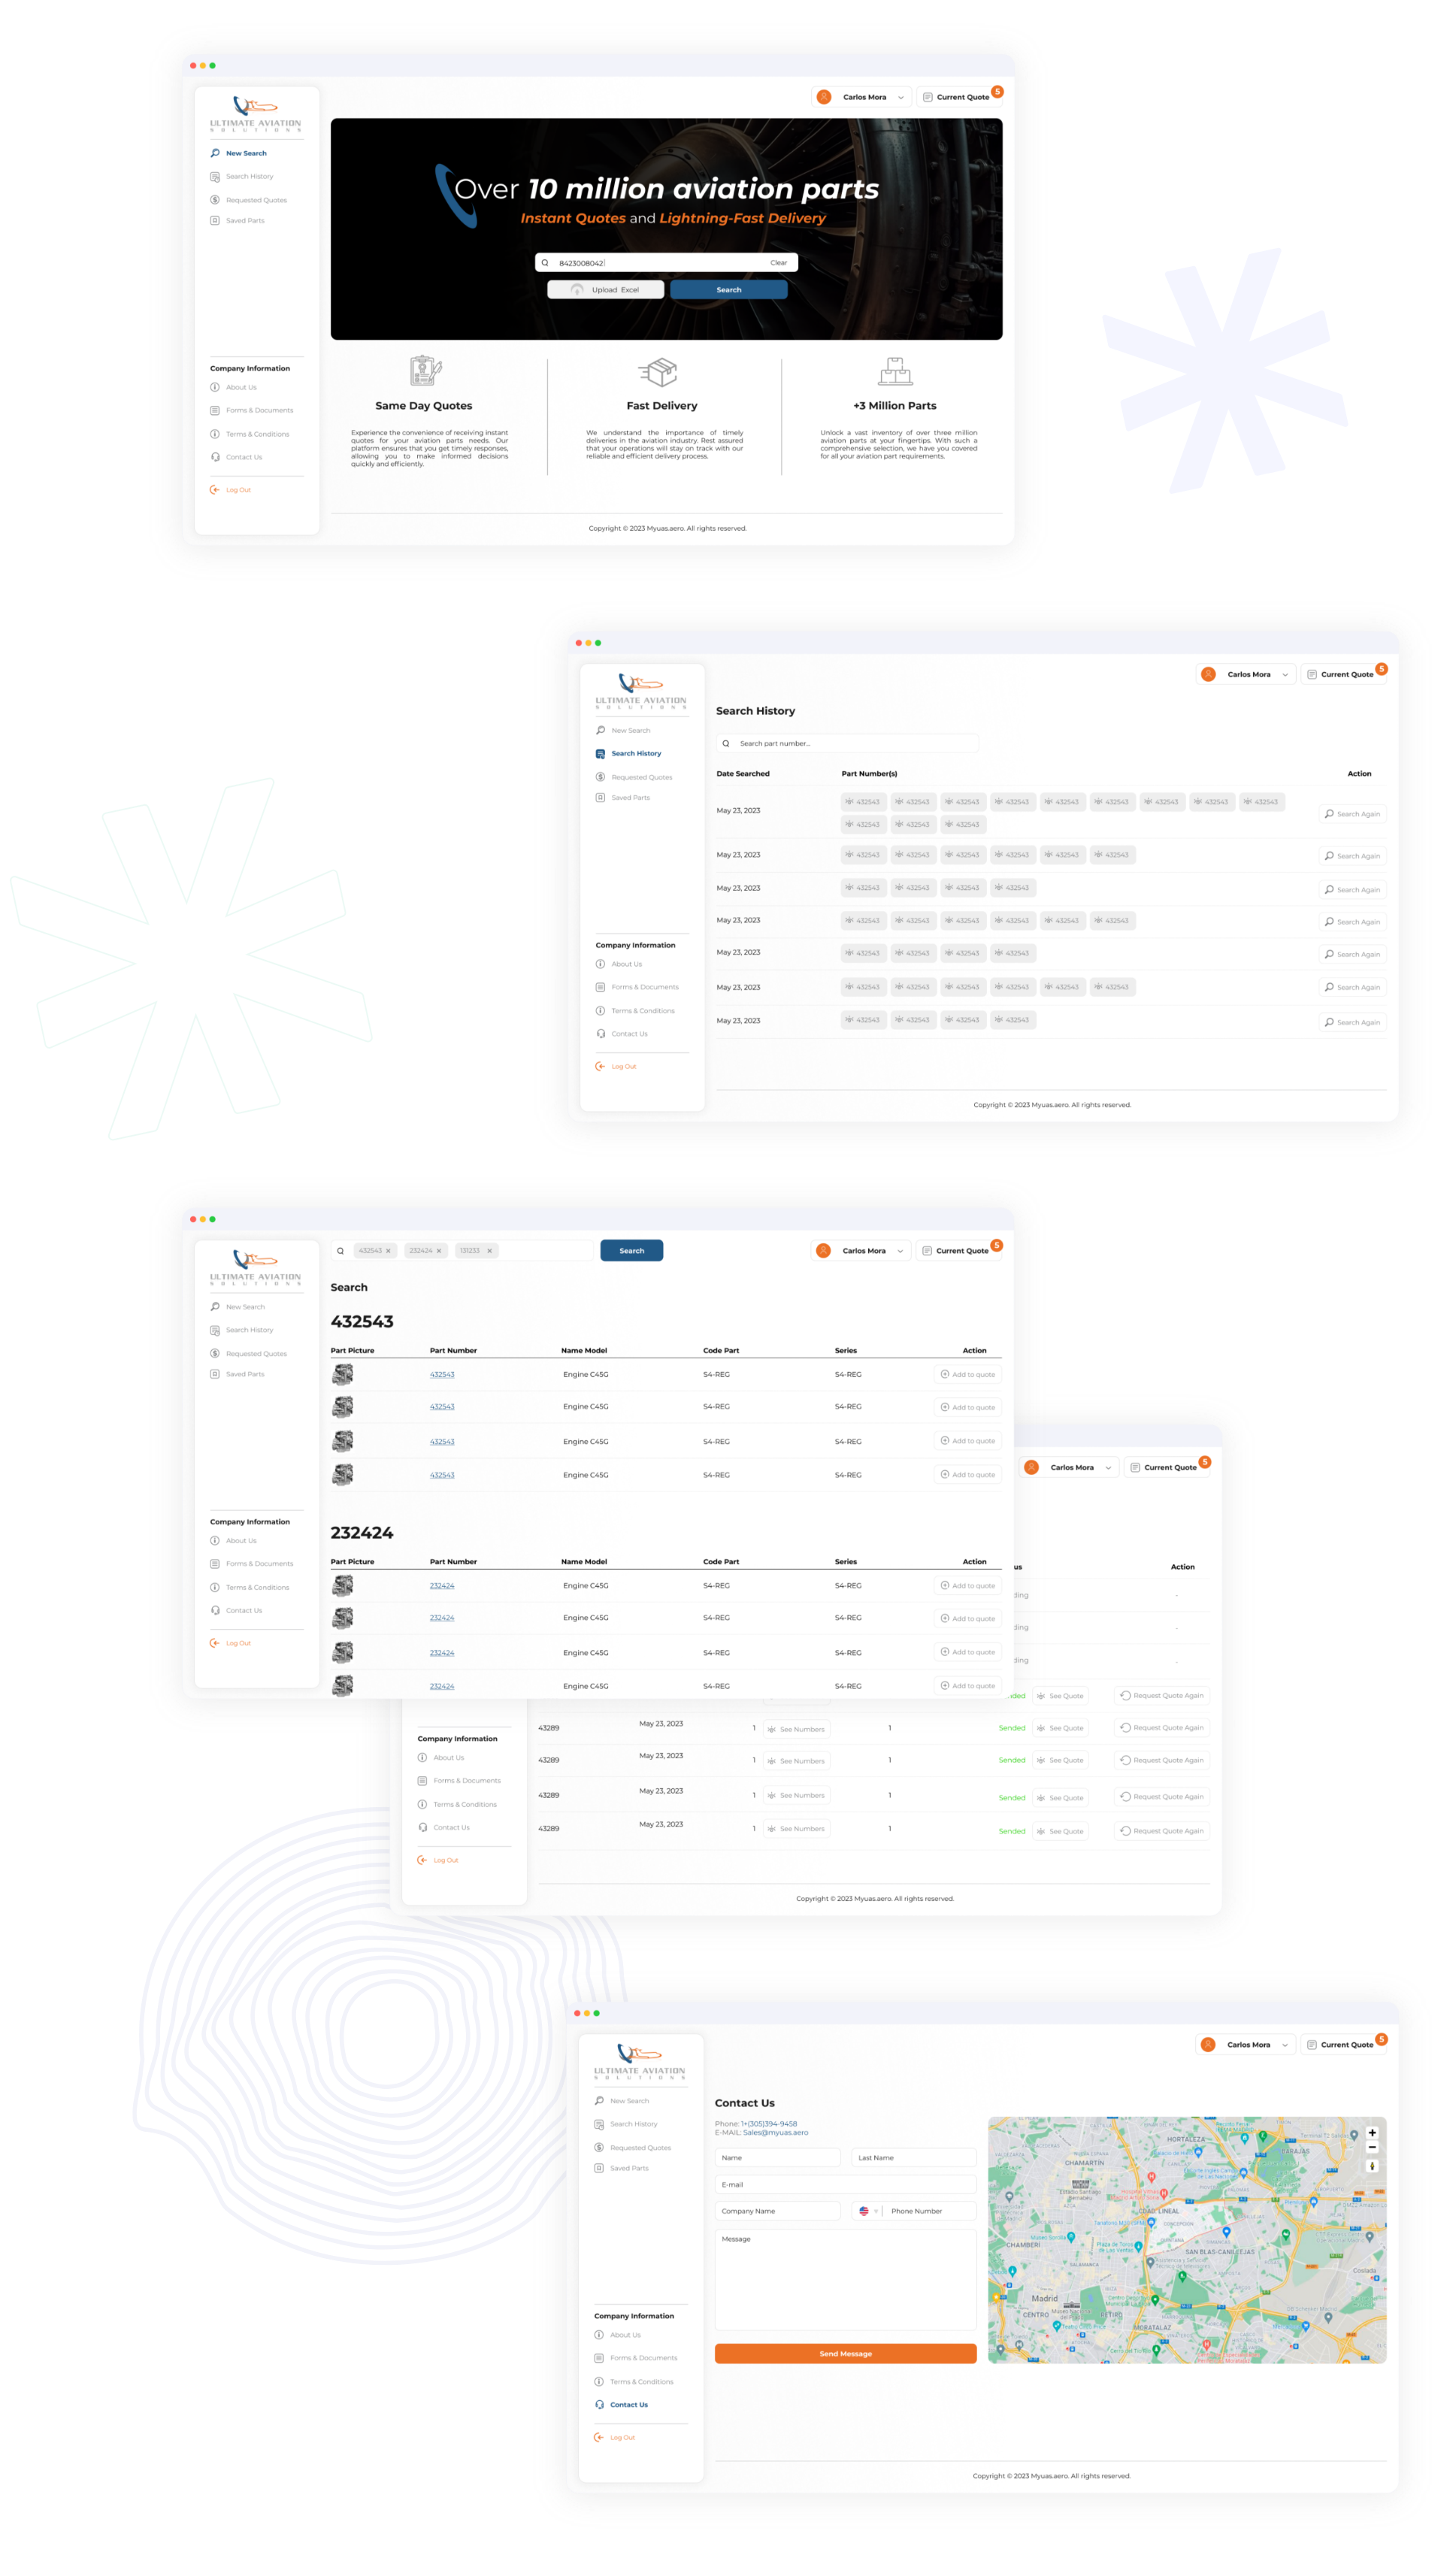 ULTIMATE AVIATION
SOLUTIONS
New Search
Search History
Requested Quotes
Saved Parts
Company Information
About Us
Forms & Documents
Terms & Conditions
Contact Us
Log Out
Carlos Mora
Current Quote
5
Over 10 million aviation parts
Instant Quotes and Lightning-Fast Delivery
8423008042
Clear
Upload Excel
Search
Same Day Quotes
Experience the convenience of receiving instant
quotes for your aviation parts needs. Our
platform ensures that you get timely responses,
allowing you to make informed decisions
quickly and efficiently.
Fast Delivery
We understand the importance of timely
deliveries in the aviation industry. Rest assured
that your operations will stay on track with our
reliable and efficient delivery process.
+3 Million Parts
Unlock a vast inventory of over three million
aviation parts at your fingertips. With such a
comprehensive selection, we have you covered
for all your aviation part requirements.
Copyright © 2023 Myuas.aero. All rights reserved.
ULTIMATE AVIATION
SOLUTIONS
New Search
Search History
Requested Quotes
Saved Parts
Company Information
About Us
Forms & Documents
Terms & Conditions
Contact Us
Log Out
Carlos Mora
Current Quote
5
Search History
Search part number...
Date Searched Part Number(s) Action
May 23, 2023 432543 432543 432543 432543 432543 432543 432543 432543 432543 Search Again
432543 432543 432543
May 23, 2023 432543 432543 432543 432543 432543 432543 Search Again
May 23, 2023 432543 432543 432543 432543 Search Again
May 23, 2023 432543 432543 432543 432543 432543 432543 Search Again
May 23, 2023 432543 432543 432543 432543 Search Again
May 23, 2023 432543 432543 432543 432543 432543 432543 Search Again
May 23, 2023 432543 432543 432543 432543 Search Again
Copyright © 2023 Myuas.aero. All rights reserved.
ULTIMATE AVIATION
SOLUTIONS
New Search
Search History
Requested Quotes
Saved Parts
Company Information
About Us
Forms & Documents
Terms & Conditions
Contact Us
Log Out
432543 232424 131233
Search
Carlos Mora
Current Quote
5
Search
432543
Part Picture Part Number Name Model Code Part Series Action
432543 Engine C45G S4-REG S4-REG Add to quote
432543 Engine C45G S4-REG S4-REG Add to quote
432543 Engine C45G S4-REG S4-REG Add to quote
432543 Engine C45G S4-REG S4-REG Add to quote
232424
Part Picture Part Number Name Model Code Part Series Action
232424 Engine C45G S4-REG S4-REG Add to quote
232424 Engine C45G S4-REG S4-REG Add to quote
232424 Engine C45G S4-REG S4-REG Add to quote
232424 Engine C45G S4-REG S4-REG Add to quote
Carlos Mora
Current Quote
5
us Action
ding -
ding -
ding -
nded See Quote Request Quote Again
43289 May 23, 2023 1 See Numbers 1 Sended See Quote Request Quote Again
43289 May 23, 2023 1 See Numbers 1 Sended See Quote Request Quote Again
43289 May 23, 2023 1 See Numbers 1 Sended See Quote Request Quote Again
43289 May 23, 2023 1 See Numbers 1 Sended See Quote Request Quote Again
Company Information
About Us
Forms & Documents
Terms & Conditions
Contact Us
Log Out
Copyright © 2023 Myuas.aero. All rights reserved.
ULTIMATE AVIATION
SOLUTIONS
New Search
Search History
Requested Quotes
Saved Parts
Company Information
About Us
Forms & Documents
Terms & Conditions
Contact Us
Log Out
Carlos Mora
Current Quote
5
Contact Us
Phone: 1+(305)394-9458
E-MAIL: Sales@myuas.aero
Name Last Name
E-mail
Company Name Phone Number
Message
Send Message
HORTALEZA
BARAJAS
CHAMARTÍN
Estadio Santiago
Bernabéu
CDAD. LINEAL
CHAMBERÍ
Plaza de Toros
de Las Ventas
SAN BLAS-CANILLEJAS
SALAMANCA
Coslada
Madrid
CENTRO
RETIRO
MORATALAZ
Copyright © 2023 Myuas.aero. All rights reserved.